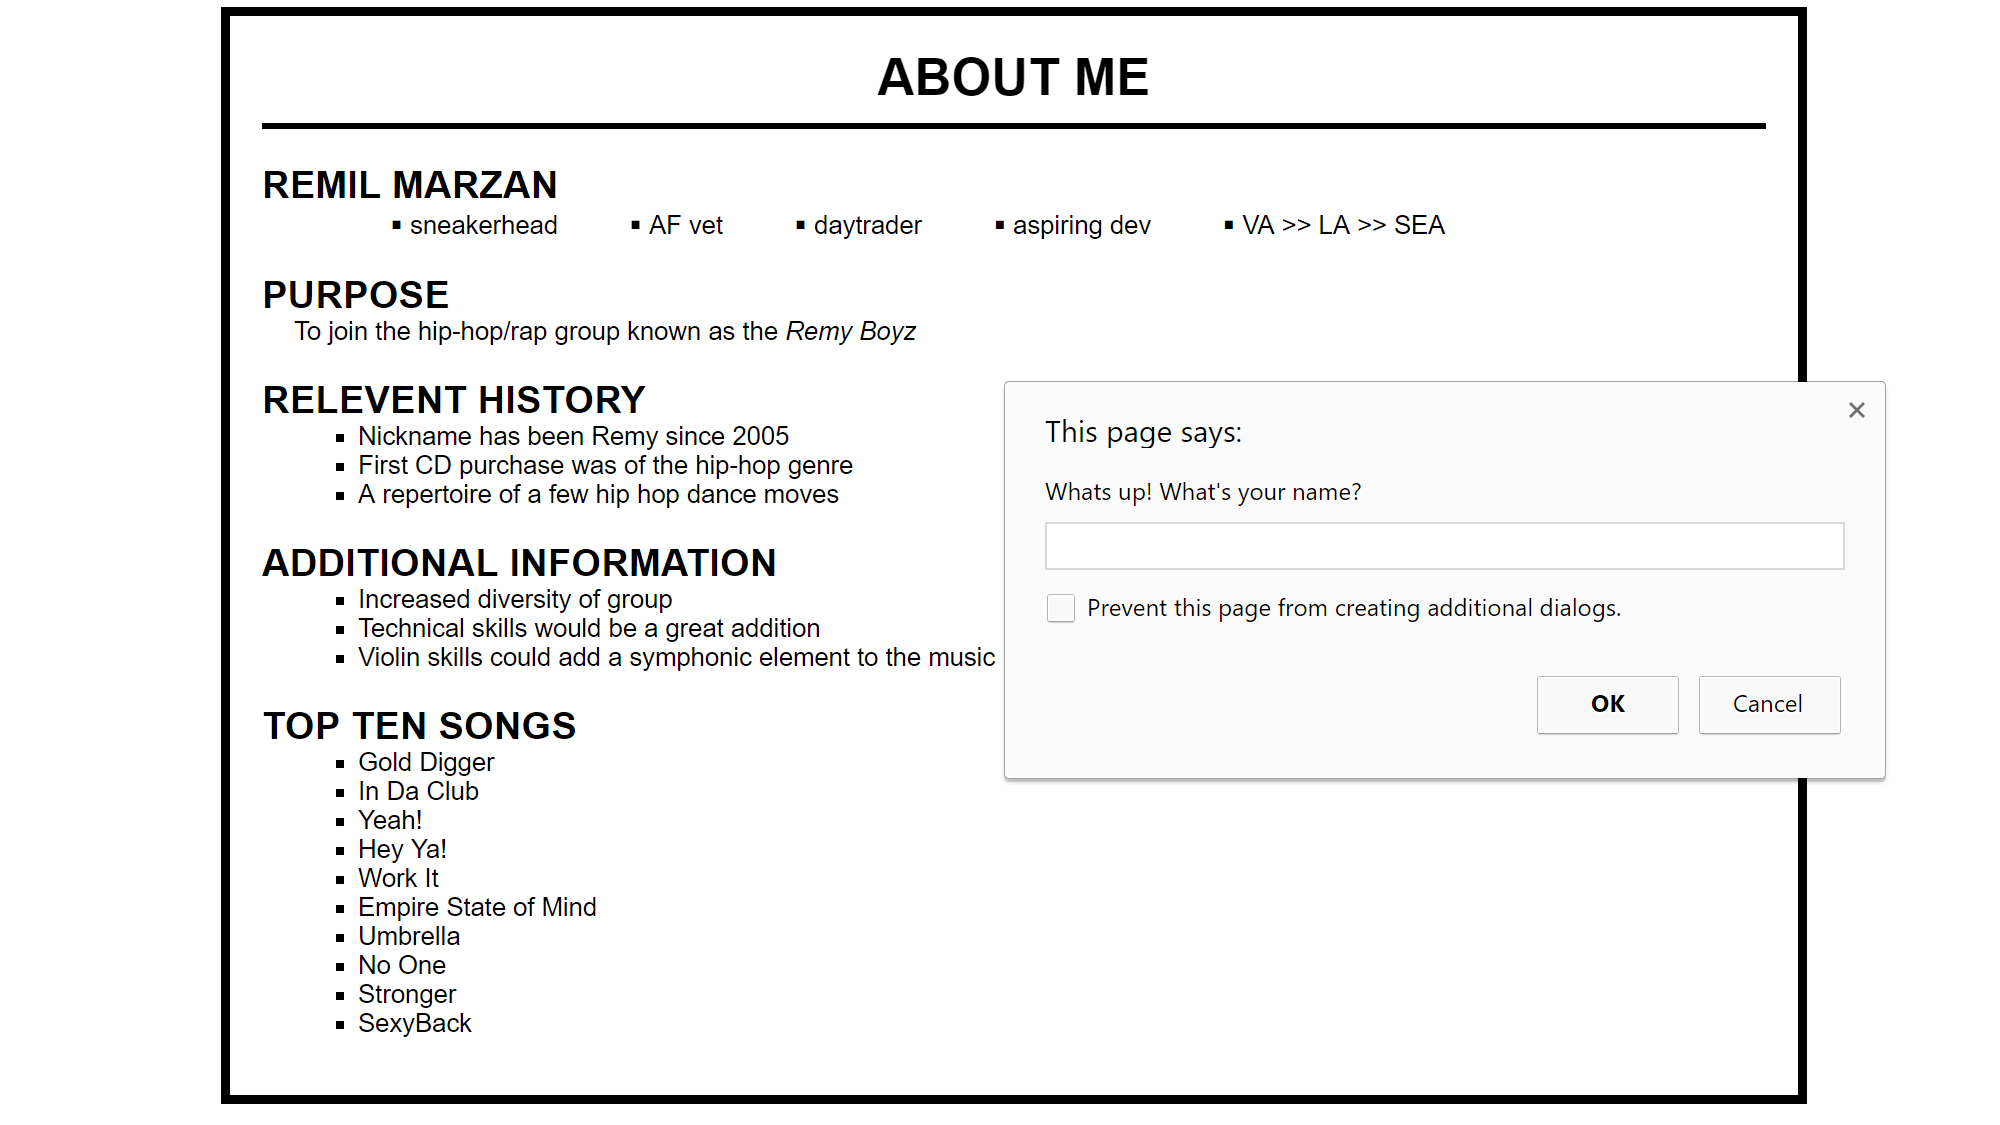 ABOUT ME
REMIL MARZAN
▪ sneakerhead ▪ AF vet ▪ daytrader ▪ aspiring dev ▪ VA >> LA >> SEA
PURPOSE
To join the hip-hop/rap group known as the Remy Boyz
RELEVENT HISTORY
▪ Nickname has been Remy since 2005
▪ First CD purchase was of the hip-hop genre
▪ A repertoire of a few hip hop dance moves
ADDITIONAL INFORMATION
▪ Increased diversity of group
▪ Technical skills would be a great addition
▪ Violin skills could add a symphonic element to the music
TOP TEN SONGS
▪ Gold Digger
▪ In Da Club
▪ Yeah!
▪ Hey Ya!
▪ Work It
▪ Empire State of Mind
▪ Umbrella
▪ No One
▪ Stronger
▪ SexyBack
This page says:
Whats up! What's your name?
Prevent this page from creating additional dialogs.
OK Cancel